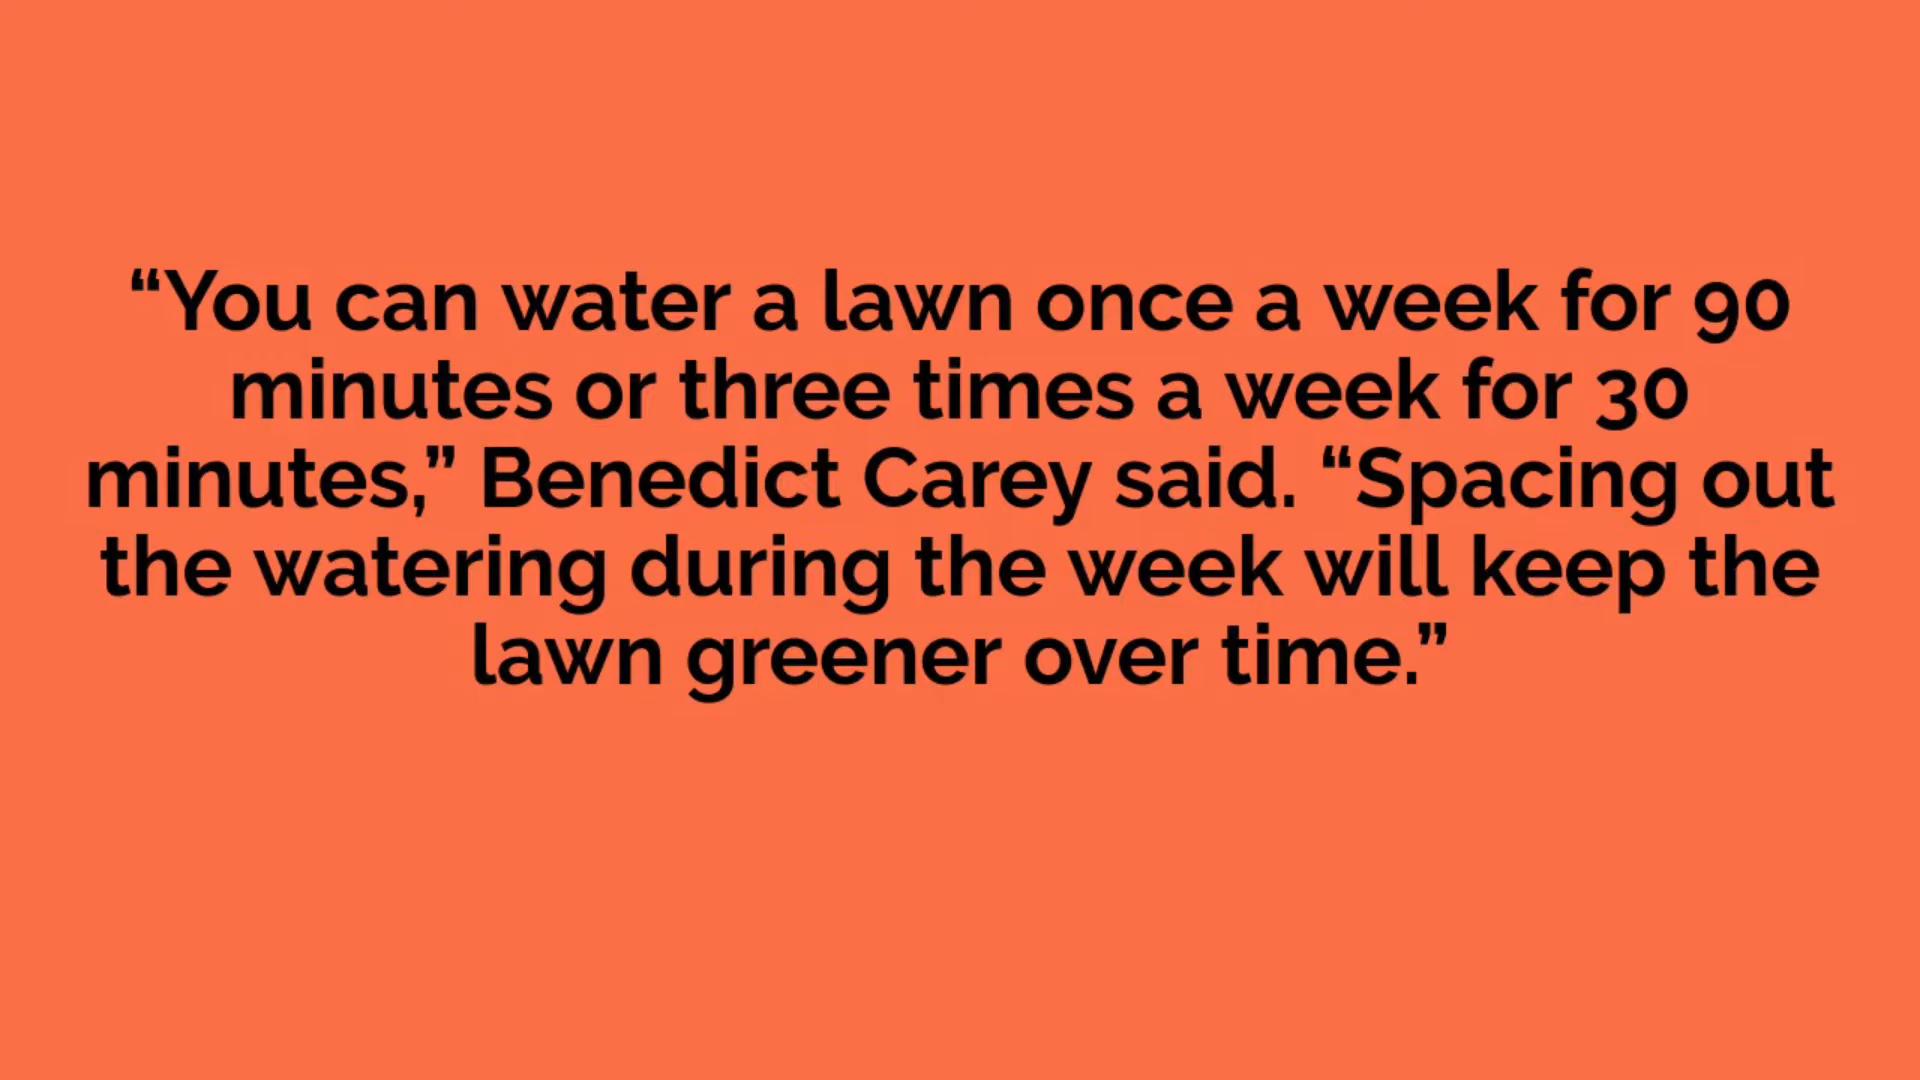 “You can water a lawn once a week for 90
minutes or three times a week for 30
minutes,” Benedict Carey said. “Spacing out
the watering during the week will keep the
lawn greener over time.”